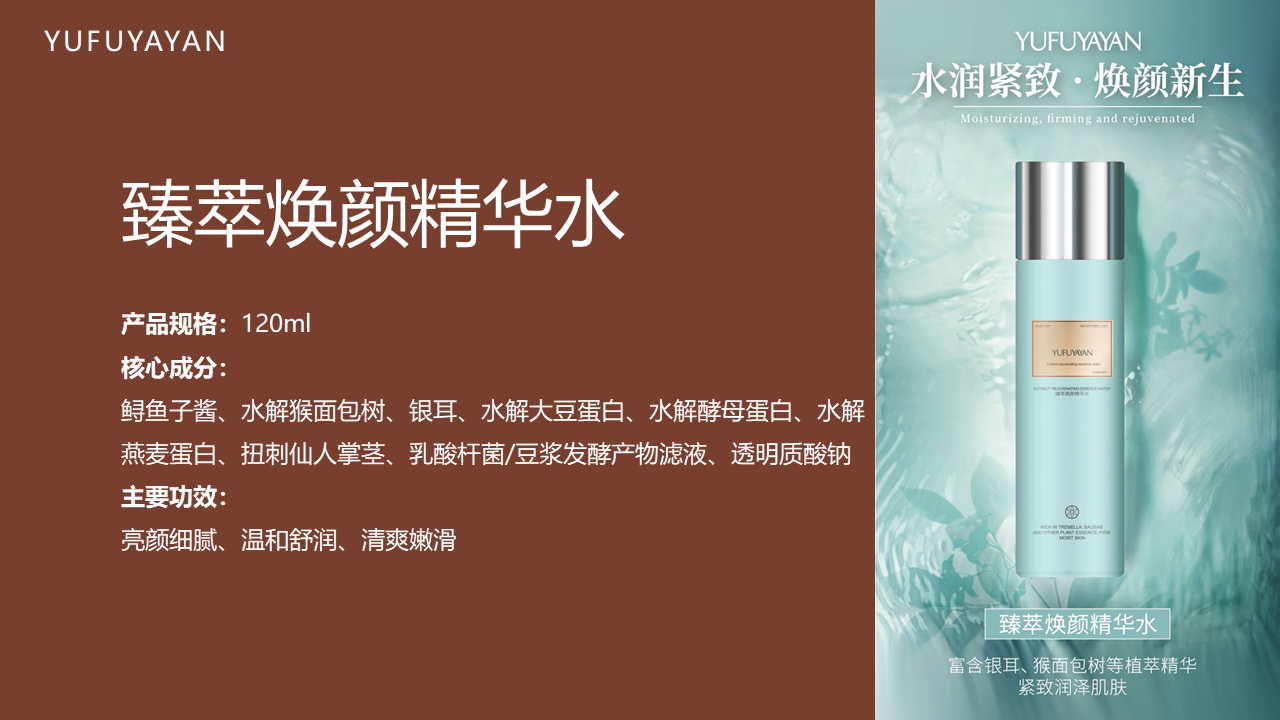 YUFUYAYAN
臻萃焕颜精华水
产品规格：120ml
核心成分：
鲟鱼子酱、水解猴面包树、银耳、水解大豆蛋白、水解酵母蛋白、水解
燕麦蛋白、扭刺仙人掌茎、乳酸杆菌/豆浆发酵产物滤液、透明质酸钠
主要功效：
亮颜细腻、温和舒润、清爽嫩滑
YUFUYAYAN
水润紧致·焕颜新生
Moisturizing, firming and rejuvenated
YUFUYAYAN
EXTRACT REJUVENATING ESSENCE WATER
臻萃焕颜精华水
RICH IN TREMELLA, BAOBAB
AND OTHER PLANT ESSENCE, FIRM
MOIST SKIN
臻萃焕颜精华水
富含银耳、猴面包树等植萃精华
紧致润泽肌肤